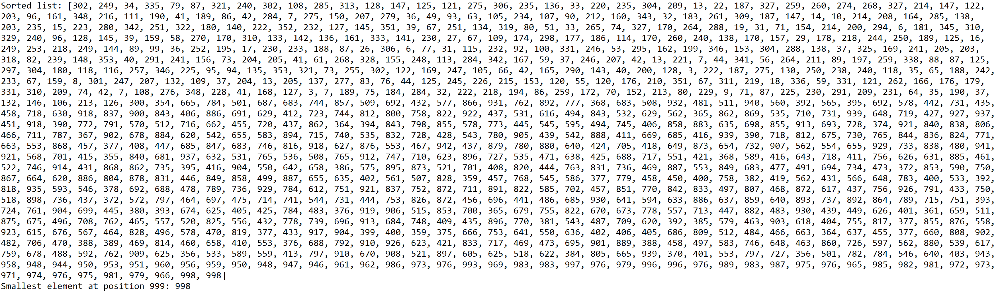 Sorted list: [302, 249, 34, 335, 79, 87, 321, 240, 302, 108, 285, 313, 128, 147, 125, 121, 275, 306, 235, 136, 33, 220, 235, 304, 209, 13, 22, 187, 327, 259, 260, 274, 268, 327, 214, 147, 122,
203, 96, 161, 348, 216, 111, 190, 41, 189, 86, 42, 284, 7, 275, 150, 207, 279, 36, 49, 93, 63, 105, 234, 107, 90, 212, 160, 343, 32, 183, 261, 309, 187, 147, 14, 10, 214, 208, 164, 285, 138,
203, 235, 15, 223, 280, 342, 251, 322, 180, 140, 222, 352, 232, 127, 145, 351, 39, 67, 251, 134, 319, 80, 51, 33, 265, 74, 327, 170, 264, 288, 19, 31, 71, 154, 214, 200, 294, 6, 181, 345, 310,
329, 240, 96, 128, 145, 39, 159, 58, 270, 170, 310, 133, 142, 136, 161, 333, 141, 230, 27, 67, 109, 174, 298, 177, 186, 114, 170, 260, 240, 138, 170, 157, 29, 178, 218, 244, 250, 189, 125, 16,
249, 253, 218, 249, 144, 89, 99, 36, 252, 195, 17, 230, 233, 188, 87, 26, 306, 6, 77, 31, 115, 232, 92, 100, 331, 246, 53, 295, 162, 199, 346, 153, 304, 288, 138, 37, 325, 169, 241, 205, 203,
318, 82, 239, 148, 353, 40, 291, 241, 156, 73, 204, 205, 41, 61, 268, 328, 155, 248, 113, 284, 342, 167, 59, 37, 246, 207, 42, 13, 221, 7, 44, 341, 56, 264, 211, 89, 197, 259, 338, 88, 87, 125,
297, 304, 180, 118, 116, 257, 346, 225, 95, 94, 135, 353, 321, 73, 255, 302, 122, 169, 247, 105, 66, 42, 165, 290, 143, 40, 200, 128, 3, 222, 187, 275, 130, 250, 238, 240, 118, 35, 65, 188, 242,
233, 67, 159, 8, 301, 247, 207, 132, 109, 37, 204, 13, 205, 137, 277, 83, 76, 44, 125, 245, 226, 215, 153, 120, 55, 120, 176, 210, 351, 67, 311, 219, 18, 336, 59, 331, 121, 262, 166, 176, 179,
331, 310, 209, 74, 42, 7, 108, 276, 348, 228, 41, 168, 127, 3, 7, 189, 75, 184, 284, 32, 222, 218, 194, 86, 259, 172, 70, 152, 213, 80, 229, 9, 71, 87, 225, 230, 291, 209, 231, 64, 35, 190, 37,
132, 146, 106, 213, 126, 300, 354, 665, 784, 501, 687, 683, 744, 857, 509, 692, 432, 577, 866, 931, 762, 892, 777, 368, 683, 508, 932, 481, 511, 940, 560, 392, 565, 395, 692, 578, 442, 731, 435,
458, 718, 630, 918, 837, 900, 843, 406, 886, 691, 629, 412, 723, 744, 812, 800, 758, 822, 922, 437, 531, 616, 494, 843, 532, 629, 562, 365, 862, 869, 535, 710, 731, 939, 648, 719, 427, 927, 937,
451, 918, 390, 772, 791, 570, 512, 716, 662, 455, 720, 437, 862, 364, 394, 843, 798, 855, 578, 773, 445, 545, 595, 494, 745, 406, 858, 883, 635, 698, 855, 913, 693, 728, 374, 921, 840, 838, 806,
466, 711, 787, 367, 902, 678, 884, 620, 542, 655, 583, 894, 715, 740, 535, 832, 728, 428, 543, 780, 905, 439, 542, 888, 411, 669, 685, 416, 939, 390, 718, 812, 675, 730, 765, 844, 836, 824, 771,
663, 553, 868, 457, 377, 408, 447, 685, 847, 683, 746, 816, 918, 627, 876, 553, 467, 942, 437, 879, 780, 880, 640, 424, 705, 418, 649, 873, 654, 732, 907, 562, 554, 655, 929, 733, 838, 480, 941,
921, 568, 701, 415, 355, 840, 681, 937, 632, 531, 765, 536, 508, 765, 912, 747, 710, 623, 896, 727, 535, 471, 638, 425, 688, 717, 551, 421, 368, 589, 416, 643, 718, 411, 756, 626, 631, 885, 461,
522, 746, 914, 431, 868, 862, 735, 395, 416, 904, 550, 642, 658, 386, 575, 895, 873, 521, 701, 408, 820, 444, 763, 831, 736, 469, 887, 553, 849, 683, 477, 491, 694, 734, 473, 372, 853, 590, 750,
867, 664, 620, 886, 804, 878, 831, 446, 849, 858, 499, 887, 655, 635, 402, 561, 507, 828, 359, 457, 768, 545, 586, 377, 779, 458, 450, 400, 758, 382, 419, 562, 431, 566, 648, 783, 400, 533, 392,
818, 935, 593, 546, 378, 692, 688, 478, 789, 736, 929, 784, 612, 751, 921, 837, 752, 872, 711, 891, 822, 585, 702, 457, 851, 770, 842, 833, 497, 807, 468, 872, 617, 437, 756, 926, 791, 433, 750,
518, 898, 736, 437, 372, 572, 797, 464, 697, 475, 714, 741, 544, 731, 444, 753, 826, 872, 456, 696, 441, 486, 685, 930, 641, 594, 633, 886, 637, 859, 640, 893, 737, 892, 864, 789, 715, 751, 393,
724, 761, 904, 699, 445, 380, 393, 674, 625, 405, 425, 784, 483, 376, 919, 906, 515, 853, 700, 365, 679, 755, 822, 670, 673, 778, 557, 713, 447, 882, 483, 930, 439, 449, 626, 401, 361, 659, 511,
875, 675, 496, 708, 762, 465, 557, 520, 825, 556, 432, 778, 739, 696, 913, 684, 748, 409, 435, 896, 770, 381, 543, 487, 709, 620, 392, 385, 579, 463, 903, 618, 404, 755, 817, 377, 855, 876, 558,
923, 615, 676, 567, 464, 828, 496, 578, 470, 819, 377, 433, 917, 904, 399, 400, 359, 375, 666, 753, 641, 550, 636, 402, 406, 405, 686, 809, 512, 484, 466, 663, 364, 637, 455, 377, 660, 808, 902,
482, 706, 470, 388, 389, 469, 814, 460, 658, 410, 553, 376, 688, 792, 910, 926, 623, 421, 833, 717, 469, 473, 695, 901, 889, 388, 458, 497, 583, 746, 648, 463, 860, 726, 597, 562, 880, 539, 617,
759, 678, 488, 592, 762, 909, 625, 356, 533, 589, 559, 413, 797, 910, 670, 908, 521, 897, 605, 625, 518, 622, 384, 805, 665, 939, 370, 401, 553, 797, 727, 356, 501, 782, 784, 546, 640, 403, 943,
958, 948, 944, 950, 953, 951, 960, 956, 959, 950, 948, 947, 946, 961, 962, 986, 973, 976, 993, 969, 983, 983, 997, 976, 979, 996, 996, 976, 989, 983, 987, 975, 976, 965, 985, 982, 981, 972, 973,
971, 974, 976, 975, 981, 979, 966, 998, 998]
Smallest element at position 999: 998